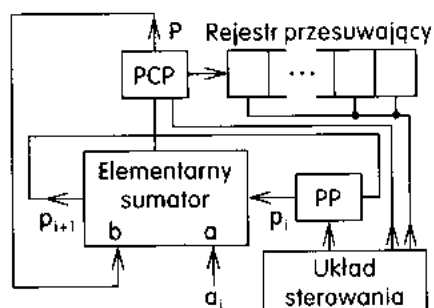 P Rejestr przesuwający
PCP
...
Elementarny
sumator
PP
p_{i+1}
p_i
b a
Układ
sterowania
a_i